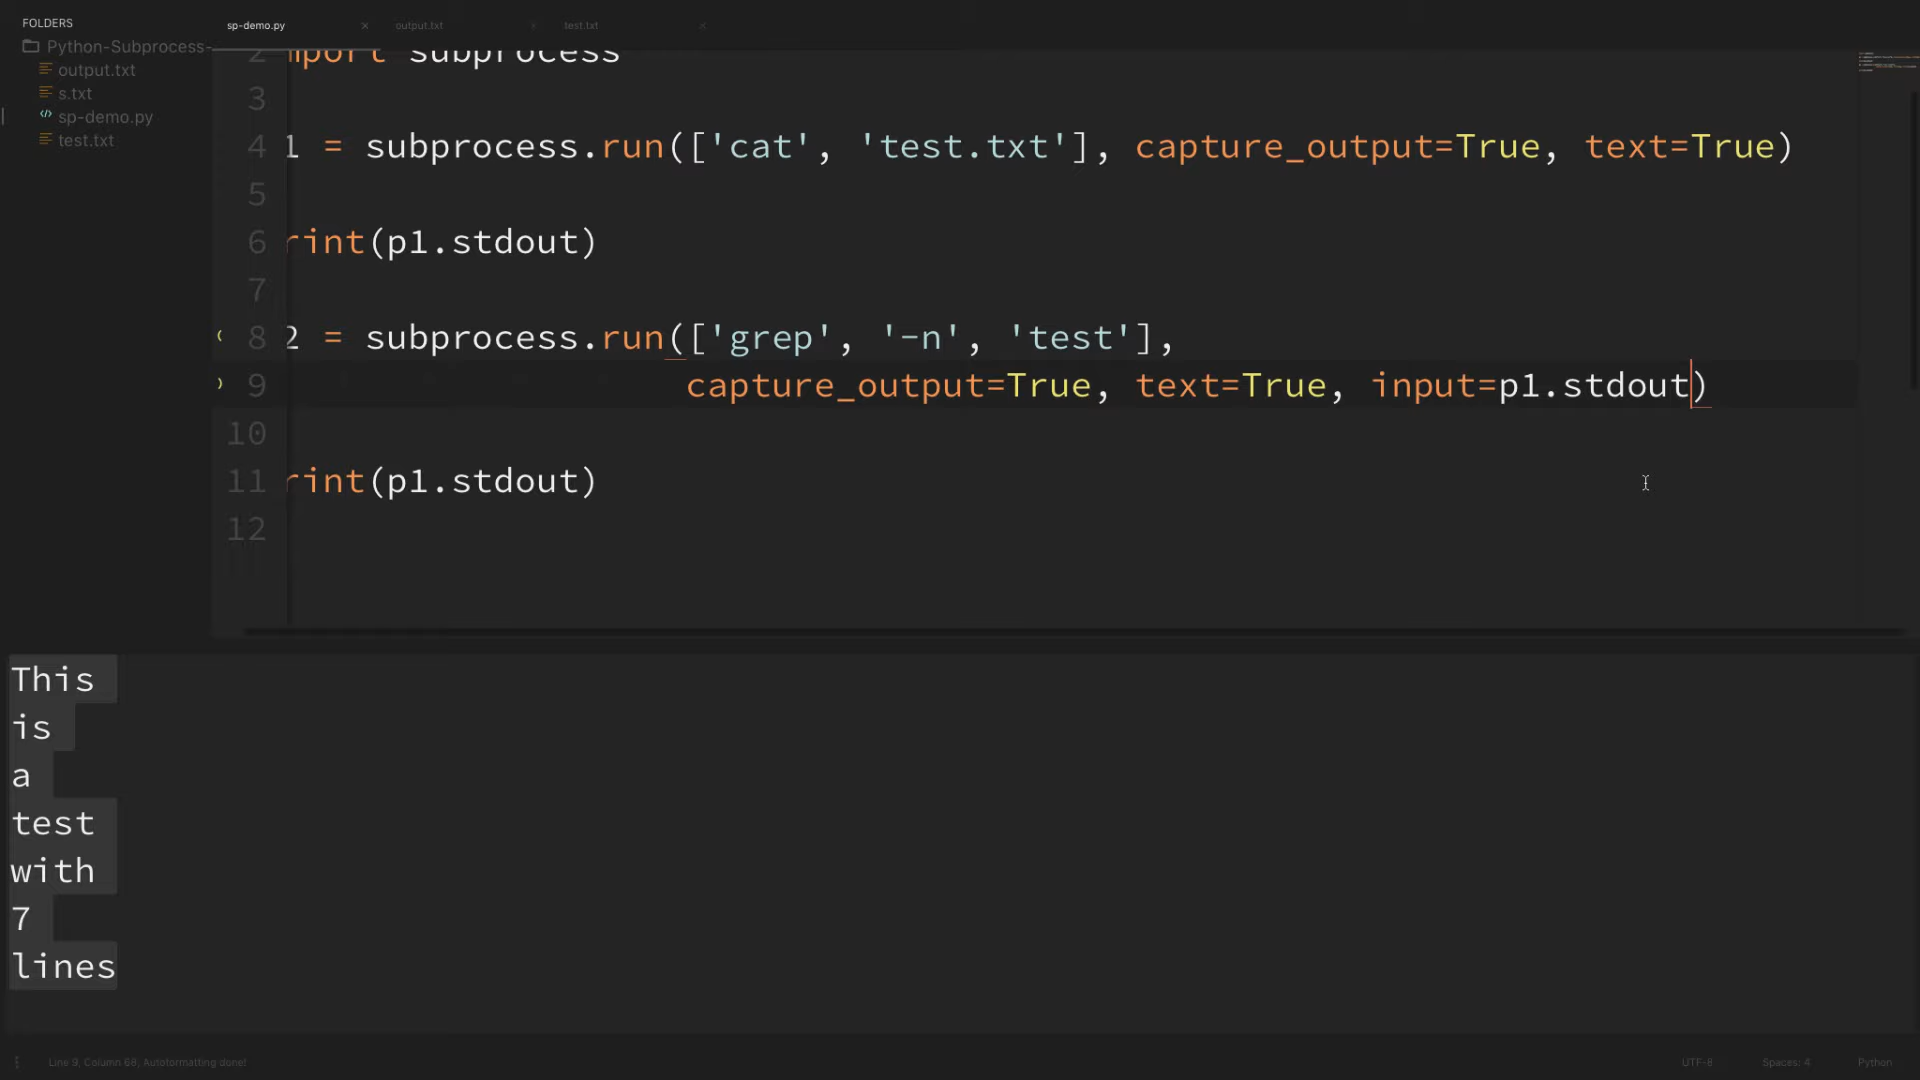 FOLDERS
Python-Subprocess-
output.txt
s.txt
sp-demo.py
test.txt
sp-demo.py × output.txt × test.txt ×
2 mport subprocess
3
4 1 = subprocess.run(['cat', 'test.txt'], capture_output=True, text=True)
5
6 rint(p1.stdout)
7
8 2 = subprocess.run(['grep', '-n', 'test'],
9 capture_output=True, text=True, input=p1.stdout)
10
11 rint(p1.stdout)
12
This
is
a
test
with
7
lines
Line 9, Column 68, Autoformatting done!
UTF-8 Spaces: 4 Python